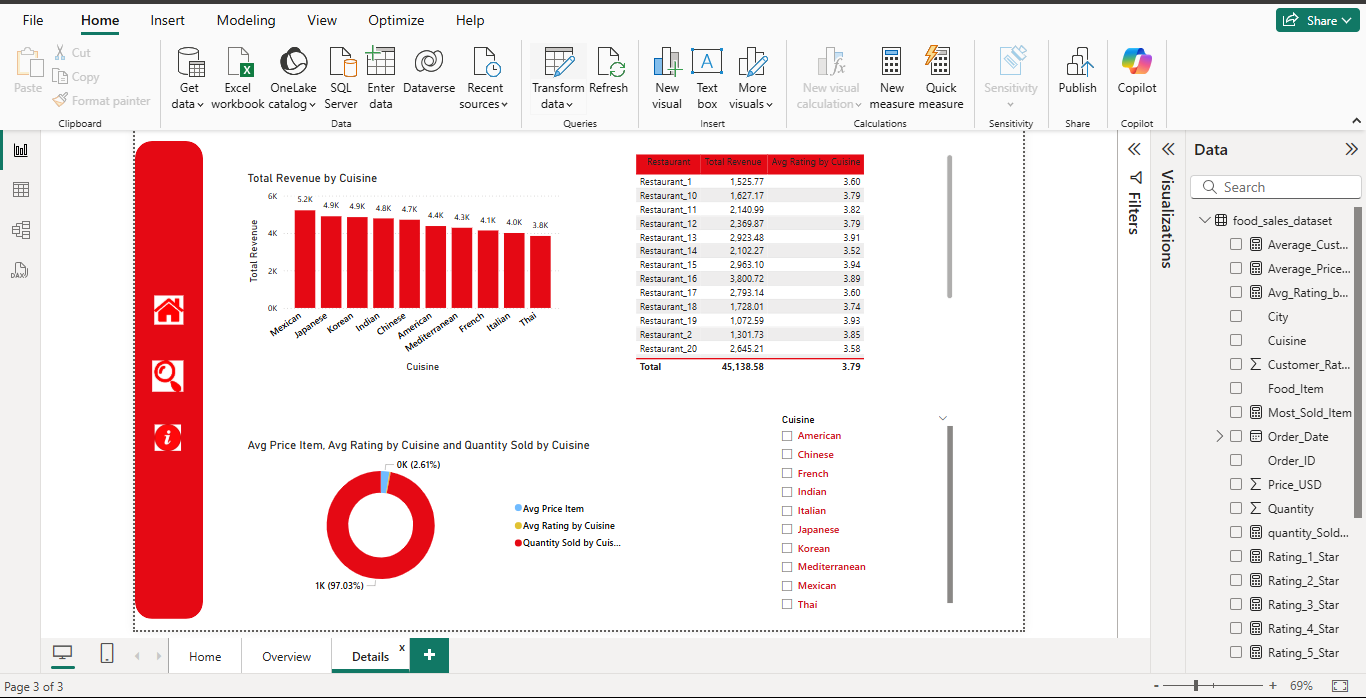 File Home Insert Modeling View Optimize Help Share
Paste
Cut
Copy
Format painter
Clipboard
Get data
Excel workbook
OneLake catalog
SQL Server
Enter data
Dataverse
Recent sources
Data
Transform data
Refresh
Queries
New visual
Text box
More visuals
Insert
New visual calculation
New measure
Quick measure
Calculations
Sensitivity
Sensitivity
Publish
Share
Copilot
Copilot
DAX
Total Revenue by Cuisine
Total Revenue
6K
4K
2K
0K
5.2K 4.9K 4.9K 4.8K 4.7K 4.4K 4.3K 4.1K 4.0K 3.8K
Mexican Japanese Korean Indian Chinese American Mediterranean French Italian Thai
Cuisine
Restaurant Total Revenue Avg Rating by Cuisine
Restaurant_1 1,525.77 3.60
Restaurant_10 1,627.17 3.79
Restaurant_11 2,140.99 3.82
Restaurant_12 2,369.87 3.79
Restaurant_13 2,923.48 3.91
Restaurant_14 2,102.27 3.52
Restaurant_15 2,963.10 3.94
Restaurant_16 3,800.72 3.89
Restaurant_17 2,793.14 3.60
Restaurant_18 1,728.01 3.74
Restaurant_19 1,072.59 3.93
Restaurant_2 1,301.73 3.85
Restaurant_20 2,645.21 3.58
Total 45,138.58 3.79
Avg Price Item, Avg Rating by Cuisine and Quantity Sold by Cuisine
0K (2.61%)
1K (97.03%)
Avg Price Item
Avg Rating by Cuisine
Quantity Sold by Cuis...
Cuisine
American
Chinese
French
Indian
Italian
Japanese
Korean
Mediterranean
Mexican
Thai
Filters
Visualizations
Data
Search
food_sales_dataset
Average_Cust...
Average_Price...
Avg_Rating_b...
City
Cuisine
Customer_Rat...
Food_Item
Most_Sold_Item
Order_Date
Order_ID
Price_USD
Quantity
quantity_Sold...
Rating_1_Star
Rating_2_Star
Rating_3_Star
Rating_4_Star
Rating_5_Star
Home Overview Details x +
Page 3 of 3
- + 69%